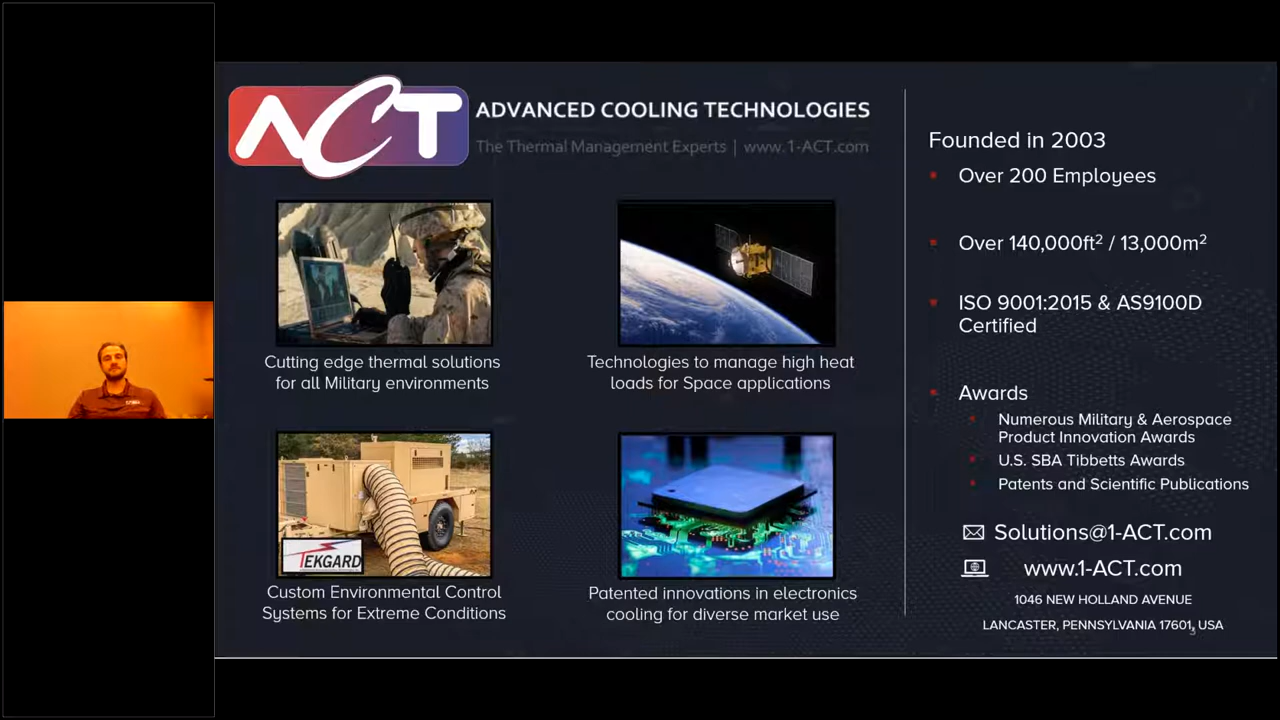 ACT
ADVANCED COOLING TECHNOLOGIES
The Thermal Management Experts | www.1-ACT.com
Cutting edge thermal solutions
for all Military environments
Technologies to manage high heat
loads for Space applications
TEKGARD
Custom Environmental Control
Systems for Extreme Conditions
Patented innovations in electronics
cooling for diverse market use
Founded in 2003
Over 200 Employees
Over 140,000ft² / 13,000m²
ISO 9001:2015 & AS9100D
Certified
Awards
Numerous Military & Aerospace
Product Innovation Awards
U.S. SBA Tibbetts Awards
Patents and Scientific Publications
Solutions@1-ACT.com
www.1-ACT.com
1046 NEW HOLLAND AVENUE
LANCASTER, PENNSYLVANIA 17601, USA
3